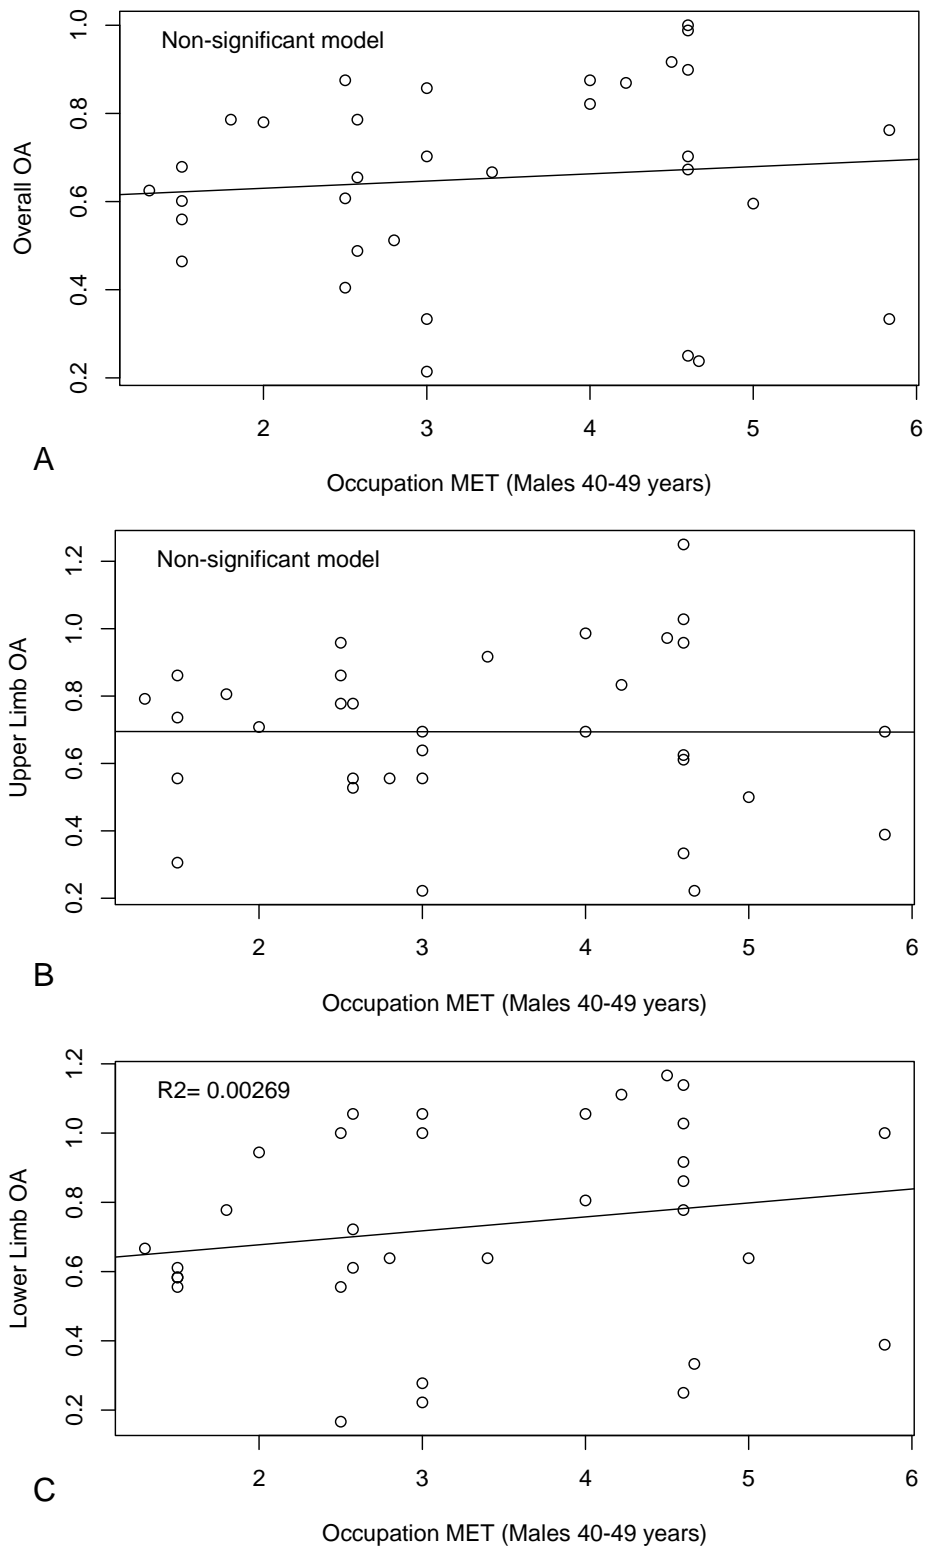 Non-significant model
Overall OA
1.0
0.8
0.6
0.4
0.2
2 3 4 5 6
A
Occupation MET (Males 40-49 years)
Non-significant model
Upper Limb OA
1.2
1.0
0.8
0.6
0.4
0.2
2 3 4 5 6
B
Occupation MET (Males 40-49 years)
R2= 0.00269
Lower Limb OA
1.2
1.0
0.8
0.6
0.4
0.2
2 3 4 5 6
C
Occupation MET (Males 40-49 years)